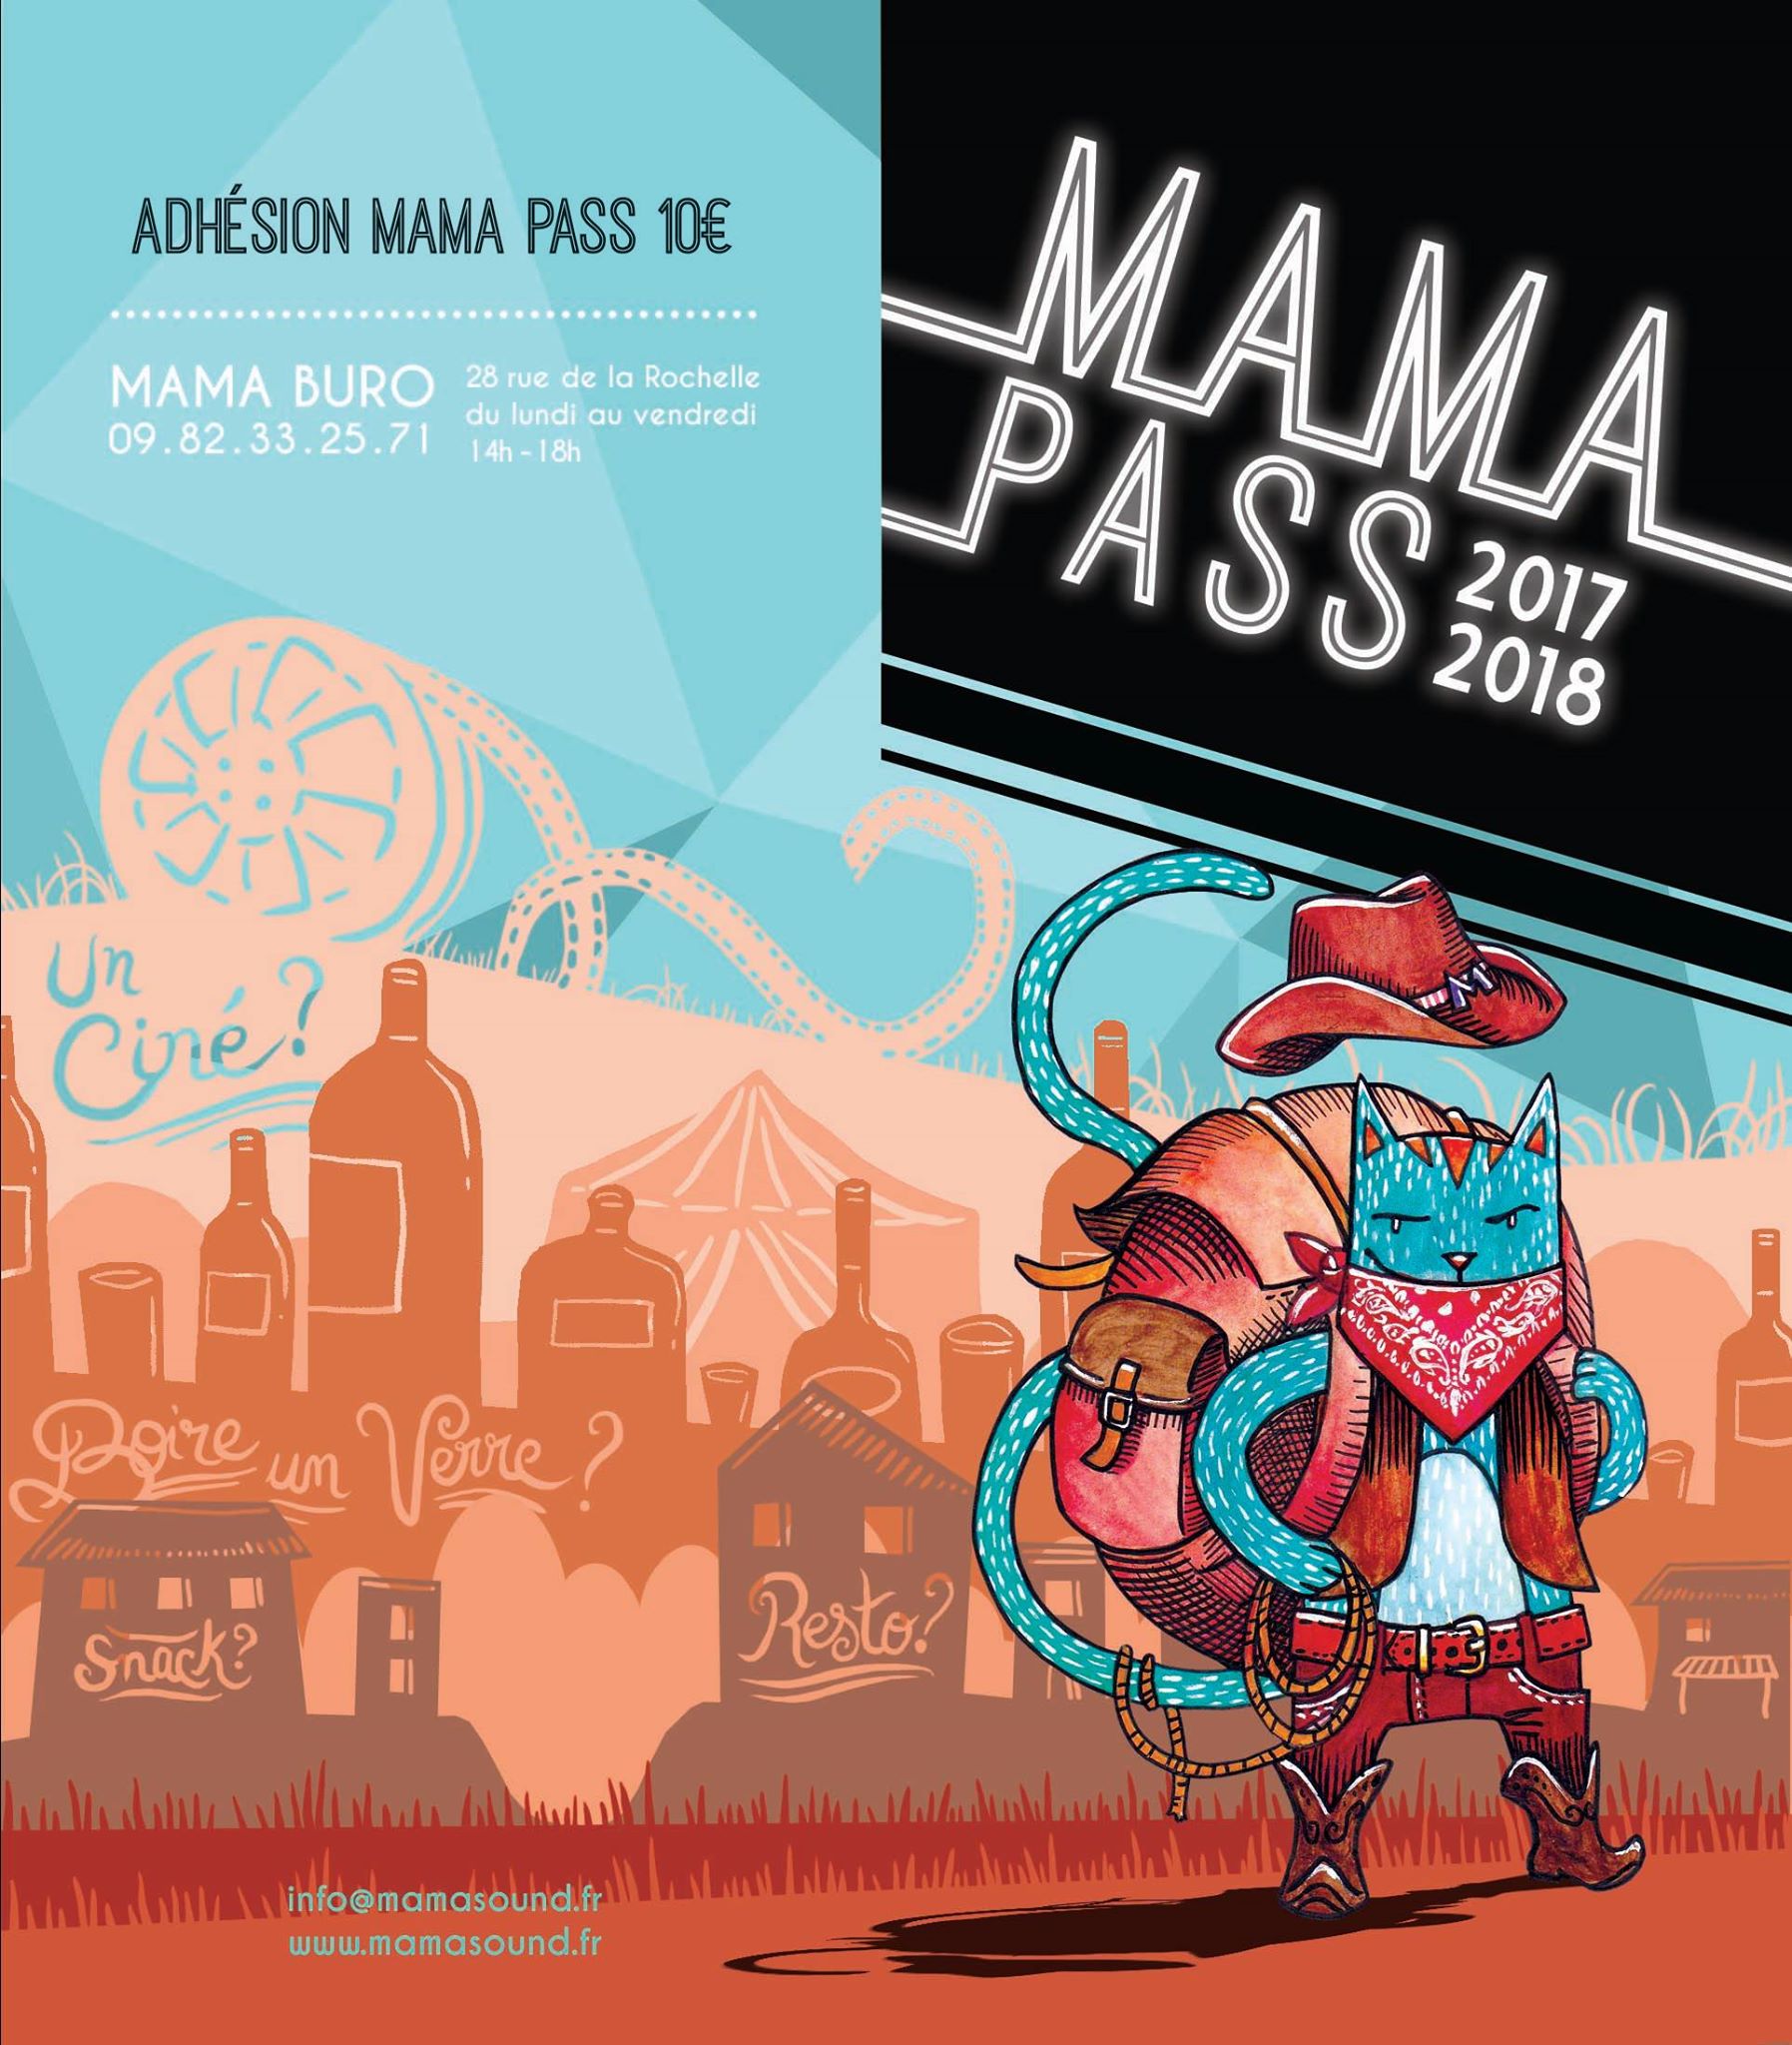 ADHÉSION MAMA PASS 10€
MAMA BURO
09.82.33.25.71
28 rue de la Rochelle
du lundi au vendredi
14h - 18h
MAMA
PASS
2017
2018
Un
Ciné?
M
Boire un Verre?
Snack?
Resto?
info@mamasound.fr
www.mamasound.fr